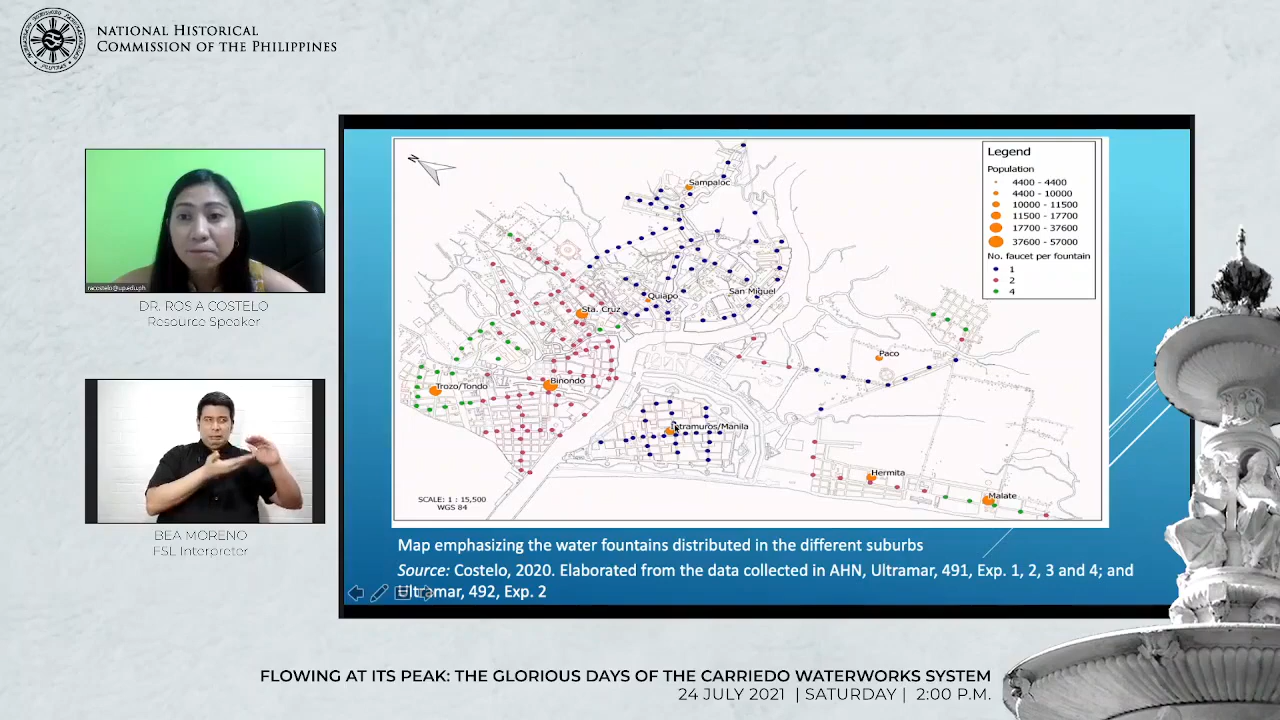 NATIONAL HISTORICAL
COMMISSION OF THE PHILIPPINES
racostelo@up.edu.ph
DR. ROS A COSTELO
Resource Speaker
BEA MORENO
FSL Interpreter
N
Sampaloc
San Miguel
Quiapo
Sta. Cruz
Paco
Trozo/Tondo
Binondo
Intramuros/Manila
Hermita
Malate
SCALE: 1 : 15,500
WGS 84
Legend
Population
4400 - 4400
4400 - 10000
10000 - 11500
11500 - 17700
17700 - 37600
37600 - 57000
No. faucet per fountain
1
2
4
Map emphasizing the water fountains distributed in the different suburbs
Source: Costelo, 2020. Elaborated from the data collected in AHN, Ultramar, 491, Exp. 1, 2, 3 and 4; and
Ultramar, 492, Exp. 2
FLOWING AT ITS PEAK: THE GLORIOUS DAYS OF THE CARRIEDO WATERWORKS SYSTEM
24 JULY 2021 | SATURDAY | 2:00 P.M.